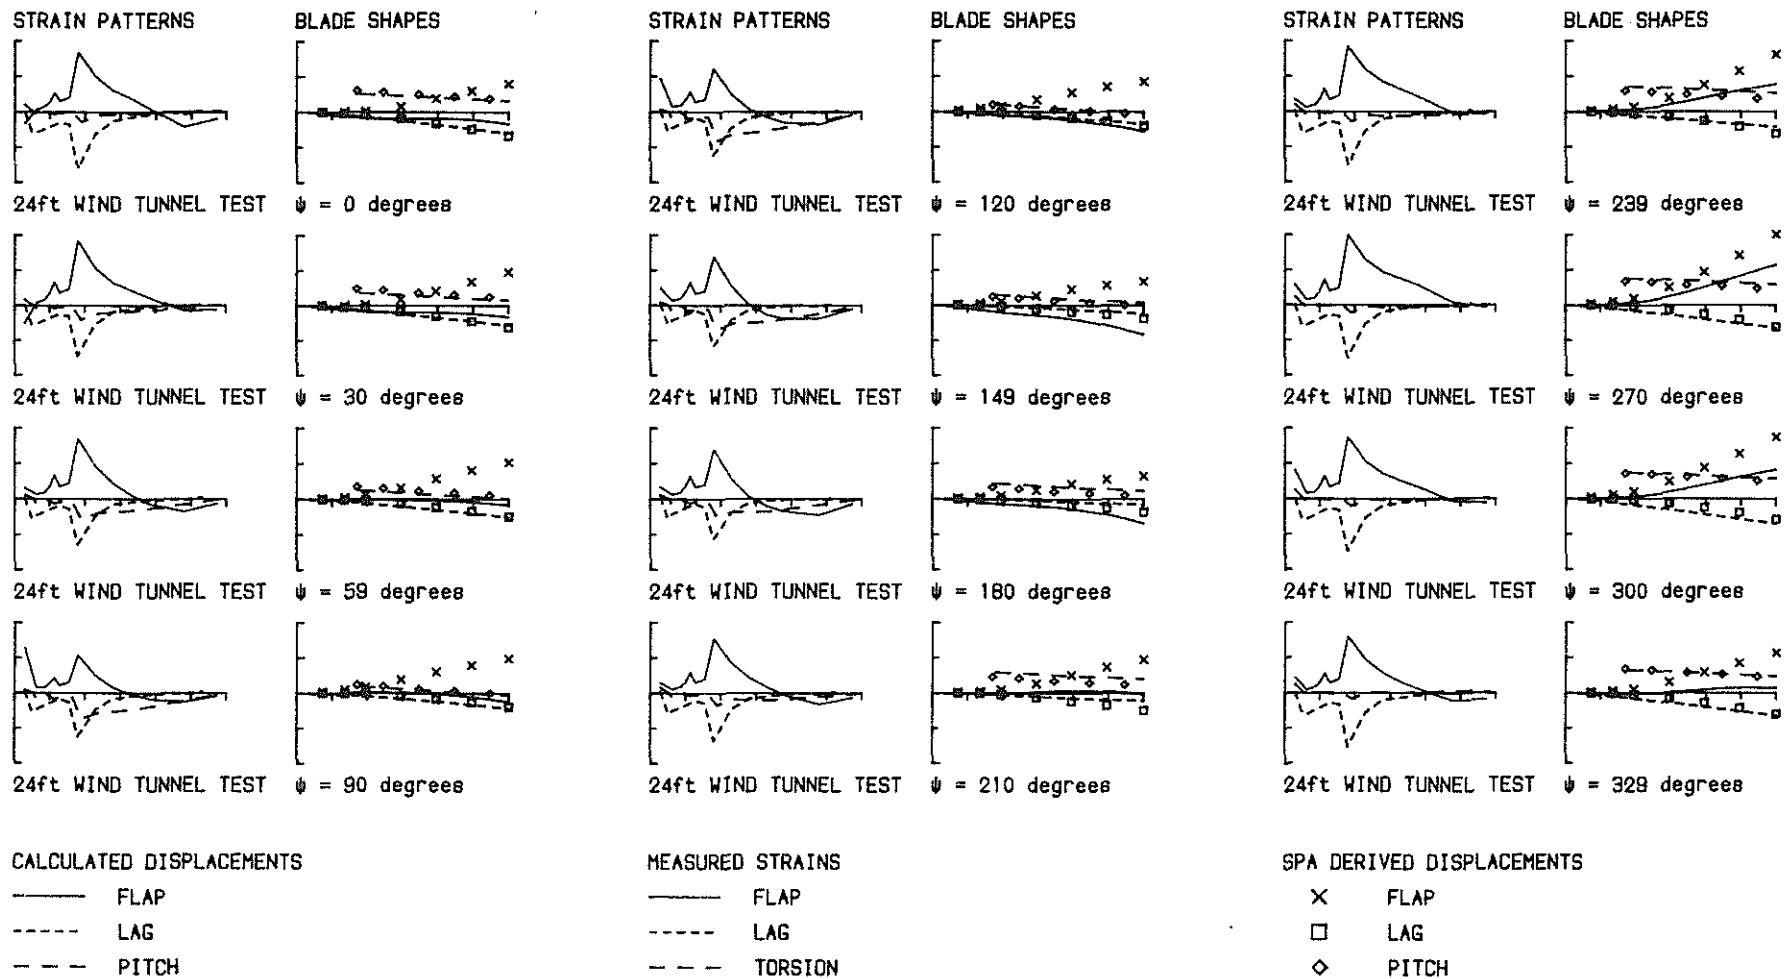 STRAIN PATTERNS BLADE SHAPES STRAIN PATTERNS BLADE SHAPES STRAIN PATTERNS BLADE SHAPES
24ft WIND TUNNEL TEST ψ = 0 degrees 24ft WIND TUNNEL TEST ψ = 120 degrees 24ft WIND TUNNEL TEST ψ = 239 degrees
24ft WIND TUNNEL TEST ψ = 30 degrees 24ft WIND TUNNEL TEST ψ = 149 degrees 24ft WIND TUNNEL TEST ψ = 270 degrees
24ft WIND TUNNEL TEST ψ = 59 degrees 24ft WIND TUNNEL TEST ψ = 180 degrees 24ft WIND TUNNEL TEST ψ = 300 degrees
24ft WIND TUNNEL TEST ψ = 90 degrees 24ft WIND TUNNEL TEST ψ = 210 degrees 24ft WIND TUNNEL TEST ψ = 329 degrees
CALCULATED DISPLACEMENTS MEASURED STRAINS SPA DERIVED DISPLACEMENTS
FLAP FLAP FLAP
LAG LAG LAG
PITCH TORSION PITCH